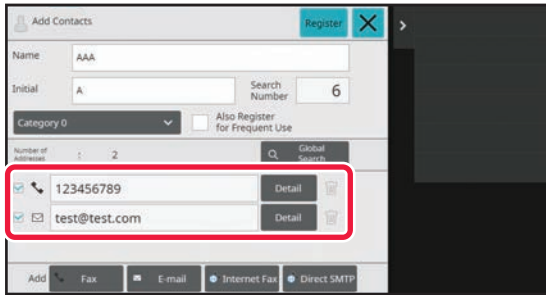 Add Contacts Register
Name AAA
Initial A Search Number 6
Category 0 Also Register for Frequent Use
Number of Addresses : 2 Global Search
123456789 Detail
test@test.com Detail
Add Fax E-mail Internet Fax Direct SMTP